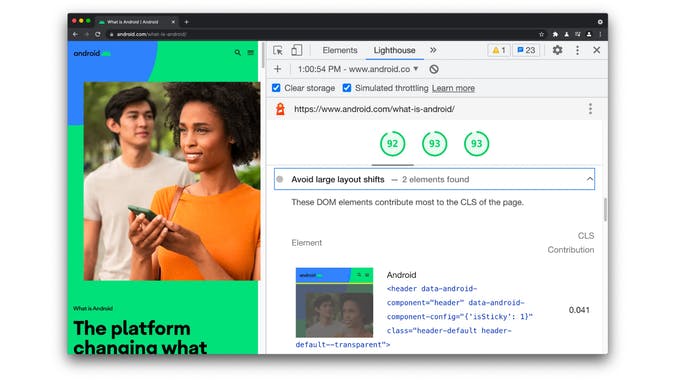 What is Android | Android
android.com/what-is-android/
android
Elements Lighthouse » 1 23
1:00:54 PM - www.android.co
Clear storage Simulated throttling Learn more
https://www.android.com/what-is-android/
92 93 93
Avoid large layout shifts — 2 elements found
These DOM elements contribute most to the CLS of the page.
Element
CLS
Contribution
Android
<header data-android-
component="header" data-android-
component-config="{'isSticky': 1}"
class="header-default header-
default--transparent">
0.041
What is Android
The platform
changing what